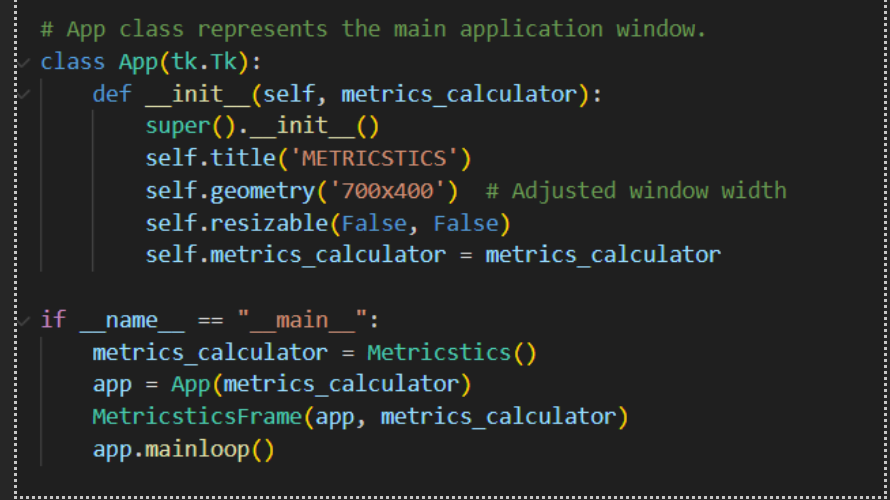 # App class represents the main application window.
class App(tk.Tk):
    def __init__(self, metrics_calculator):
        super().__init__()
        self.title('METRICSTICS')
        self.geometry('700x400')  # Adjusted window width
        self.resizable(False, False)
        self.metrics_calculator = metrics_calculator

if __name__ == "__main__":
    metrics_calculator = Metricstics()
    app = App(metrics_calculator)
    MetricsticsFrame(app, metrics_calculator)
    app.mainloop()